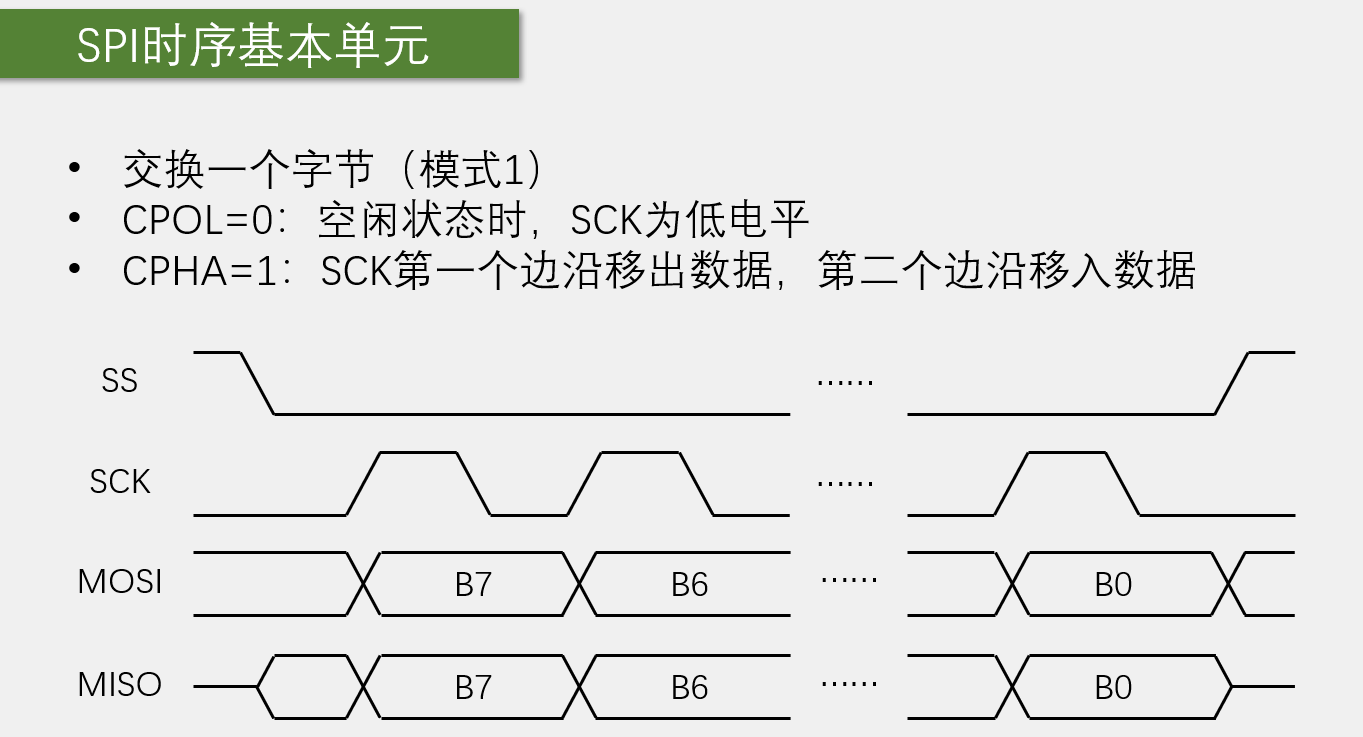 SPI时序基本单元
• 交换一个字节（模式1）
• CPOL=0：空闲状态时，SCK为低电平
• CPHA=1：SCK第一个边沿移出数据，第二个边沿移入数据
SS ……
SCK ……
MOSI B7 B6 …… B0
MISO B7 B6 …… B0